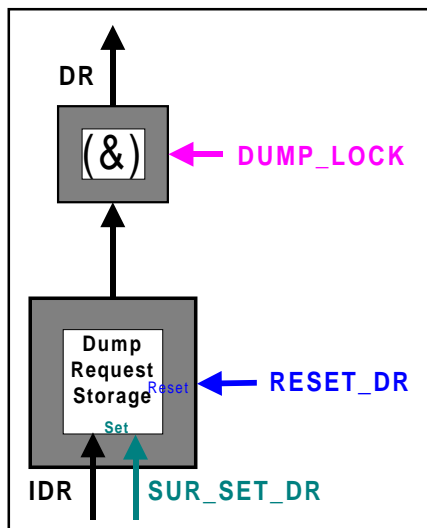 DR
(&)
DUMP_LOCK
Dump
Request
Storage
Reset
RESET_DR
Set
IDR
SUR_SET_DR